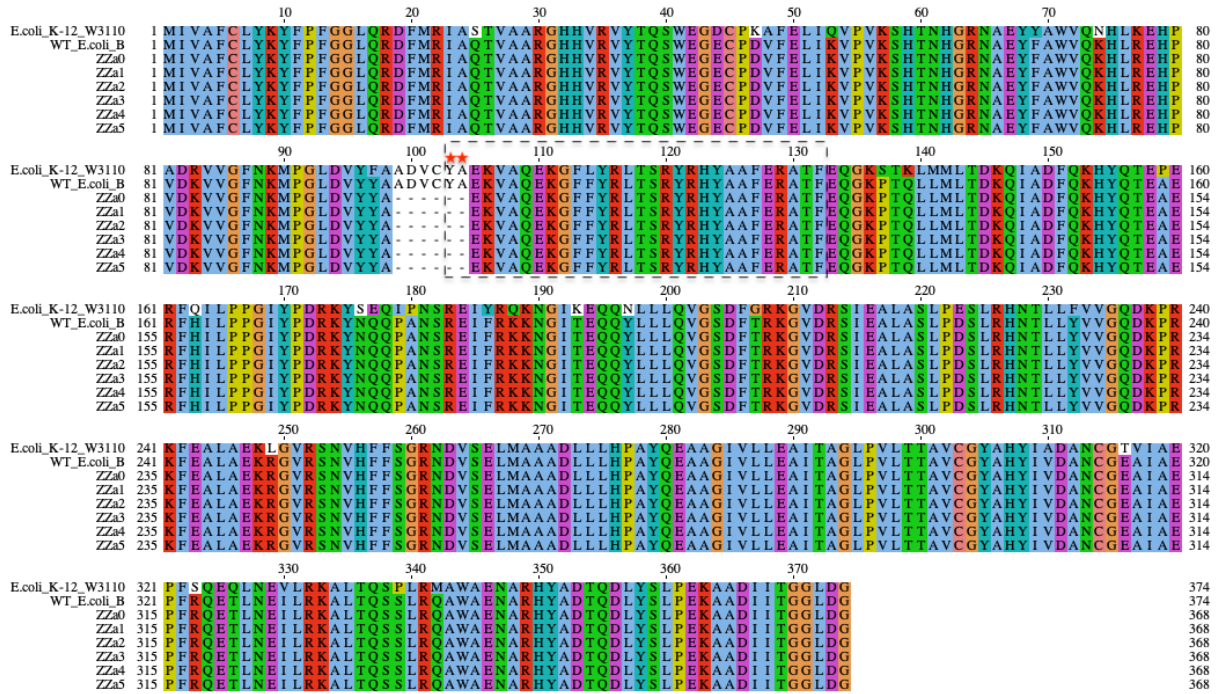 10 20 30 40 50 60 70
E.coli_K-12_W3110 1 MIVAFCLYKYFPFGGLQRDFMRIASTVAARGHHVRVYTQSWEGDCPKAFELIQVPVKSHTNHGRNAEYYAWVQNHLKEHP 80
WT_E.coli_B 1 MIVAFCLYKYFPFGGLQRDFMRIAQTVAARGHHVRVYTQSWEGECPDVFELIKVPVKSHTNHGRNAEYFAWVQKHLREHP 80
ZZa0 1 MIVAFCLYKYFPFGGLQRDFMRIAQTVAARGHHVRVYTQSWEGECPDVFELIKVPVKSHTNHGRNAEYFAWVQKHLREHP 80
ZZa1 1 MIVAFCLYKYFPFGGLQRDFMRIAQTVAARGHHVRVYTQSWEGECPDVFELIKVPVKSHTNHGRNAEYFAWVQKHLREHP 80
ZZa2 1 MIVAFCLYKYFPFGGLQRDFMRIAQTVAARGHHVRVYTQSWEGECPDVFELIKVPVKSHTNHGRNAEYFAWVQKHLREHP 80
ZZa3 1 MIVAFCLYKYFPFGGLQRDFMRIAQTVAARGHHVRVYTQSWEGECPDVFELIKVPVKSHTNHGRNAEYFAWVQKHLREHP 80
ZZa4 1 MIVAFCLYKYFPFGGLQRDFMRIAQTVAARGHHVRVYTQSWEGECPDVFELIKVPVKSHTNHGRNAEYFAWVQKHLREHP 80
ZZa5 1 MIVAFCLYKYFPFGGLQRDFMRIAQTVAARGHHVRVYTQSWEGECPDVFELIKVPVKSHTNHGRNAEYFAWVQKHLREHP 80
90 100 110 120 130 140 150
E.coli_K-12_W3110 81 ADRVVGFNKMPGLDVYFAADVCYAEKVAQEKGFLYRLTSRYRHYAAFERATFEQGKSTKLMMLTDKQIADFQKHYQTEPE 160
WT_E.coli_B 81 VDKVVGFNKMPGLDVYYAADVCYAEKVAQEKGFFYRLTSRYRHYAAFERATFEQGKPTQLLMLTDKQIADFQKHYQTEAE 160
ZZa0 81 VDKVVGFNKMPGLDVYYA------EKVAQEKGFFYRLTSRYRHYAAFERATFEQGKPTQLLMLTDKQIADFQKHYQTEAE 154
ZZa1 81 VDKVVGFNKMPGLDVYYA------EKVAQEKGFFYRLTSRYRHYAAFERATFEQGKPTQLLMLTDKQIADFQKHYQTEAE 154
ZZa2 81 VDKVVGFNKMPGLDVYYA------EKVAQEKGFFYRLTSRYRHYAAFERATFEQGKPTQLLMLTDKQIADFQKHYQTEAE 154
ZZa3 81 VDKVVGFNKMPGLDVYYA------EKVAQEKGFFYRLTSRYRHYAAFERATFEQGKPTQLLMLTDKQIADFQKHYQTEAE 154
ZZa4 81 VDKVVGFNKMPGLDVYYA------EKVAQEKGFFYRLTSRYRHYAAFERATFEQGKPTQLLMLTDKQIADFQKHYQTEAE 154
ZZa5 81 VDKVVGFNKMPGLDVYYA------EKVAQEKGFFYRLTSRYRHYAAFERATFEQGKPTQLLMLTDKQIADFQKHYQTEAE 154
170 180 190 200 210 220 230
E.coli_K-12_W3110 161 RFQILPPGIYPDRKYSEQIPNSREIYRQKNGIKEQQNLLLQVGSDFGRKGVDRSIEALASLPESLRHNTLLFVVGQDKPR 240
WT_E.coli_B 161 RFHILPPGIYPDRKYNQQPANSREIFRKKNGITEQQYLLLQVGSDFTRKGVDRSIEALASLPDSLRHNTLLYVVGQDKPR 240
ZZa0 155 RFHILPPGIYPDRKYNQQPANSREIFRKKNGITEQQYLLLQVGSDFTRKGVDRSIEALASLPDSLRHNTLLYVVGQDKPR 234
ZZa1 155 RFHILPPGIYPDRKYNQQPANSREIFRKKNGITEQQYLLLQVGSDFTRKGVDRSIEALASLPDSLRHNTLLYVVGQDKPR 234
ZZa2 155 RFHILPPGIYPDRKYNQQPANSREIFRKKNGITEQQYLLLQVGSDFTRKGVDRSIEALASLPDSLRHNTLLYVVGQDKPR 234
ZZa3 155 RFHILPPGIYPDRKYNQQPANSREIFRKKNGITEQQYLLLQVGSDFTRKGVDRSIEALASLPDSLRHNTLLYVVGQDKPR 234
ZZa4 155 RFHILPPGIYPDRKYNQQPANSREIFRKKNGITEQQYLLLQVGSDFTRKGVDRSIEALASLPDSLRHNTLLYVVGQDKPR 234
ZZa5 155 RFHILPPGIYPDRKYNQQPANSREIFRKKNGITEQQYLLLQVGSDFTRKGVDRSIEALASLPDSLRHNTLLYVVGQDKPR 234
250 260 270 280 290 300 310
E.coli_K-12_W3110 241 KFEALAEKLGVRSNVHFFSGRNDVSELMAAADLLLHPAYQEAAGIVLLEAITAGLPVLTTAVCGYAHYIVDANCGTVIAE 320
WT_E.coli_B 241 KFEALAEKRGVRSNVHFFSGRNDVSELMAAADLLLHPAYQEAAGIVLLEAITAGLPVLTTAVCGYAHYIVDANCGEAIAE 320
ZZa0 235 KFEALAEKRGVRSNVHFFSGRNDVSELMAAADLLLHPAYQEAAGIVLLEAITAGLPVLTTAVCGYAHYIVDANCGEAIAE 314
ZZa1 235 KFEALAEKRGVRSNVHFFSGRNDVSELMAAADLLLHPAYQEAAGIVLLEAITAGLPVLTTAVCGYAHYIVDANCGEAIAE 314
ZZa2 235 KFEALAEKRGVRSNVHFFSGRNDVSELMAAADLLLHPAYQEAAGIVLLEAITAGLPVLTTAVCGYAHYIVDANCGEAIAE 314
ZZa3 235 KFEALAEKRGVRSNVHFFSGRNDVSELMAAADLLLHPAYQEAAGIVLLEAITAGLPVLTTAVCGYAHYIVDANCGEAIAE 314
ZZa4 235 KFEALAEKRGVRSNVHFFSGRNDVSELMAAADLLLHPAYQEAAGIVLLEAITAGLPVLTTAVCGYAHYIVDANCGEAIAE 314
ZZa5 235 KFEALAEKRGVRSNVHFFSGRNDVSELMAAADLLLHPAYQEAAGIVLLEAITAGLPVLTTAVCGYAHYIVDANCGEAIAE 314
330 340 350 360 370
E.coli_K-12_W3110 321 PFSQEQLNEVLRKALTQSPLRMAWAENARHYADTQDLYSLPEKAADIITGGLDG 374
WT_E.coli_B 321 PFRQETLNEILRKALTQSSLRQAWAENARHYADTQDLYSLPEKAADIITGGLDG 374
ZZa0 315 PFRQETLNEILRKALTQSSLRQAWAENARHYADTQDLYSLPEKAADIITGGLDG 368
ZZa1 315 PFRQETLNEILRKALTQSSLRQAWAENARHYADTQDLYSLPEKAADIITGGLDG 368
ZZa2 315 PFRQETLNEILRKALTQSSLRQAWAENARHYADTQDLYSLPEKAADIITGGLDG 368
ZZa3 315 PFRQETLNEILRKALTQSSLRQAWAENARHYADTQDLYSLPEKAADIITGGLDG 368
ZZa4 315 PFRQETLNEILRKALTQSSLRQAWAENARHYADTQDLYSLPEKAADIITGGLDG 368
ZZa5 315 PFRQETLNEILRKALTQSSLRQAWAENARHYADTQDLYSLPEKAADIITGGLDG 368